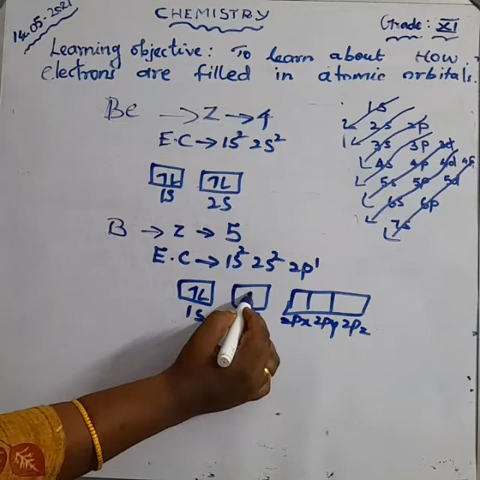 14-05-2021
CHEMISTRY
Grade: XI
Learning objective: To learn about How
electrons are filled in atomic orbitals.
Be → Z → 4
E.C → 1s² 2s²
1s 2s
B → Z → 5
E.C → 1s² 2s² 2p¹
1s 2px 2py 2pz
1s
2s 2p
3s 3p 3d
4s 4p 4d 4f
5s 5p 5d
6s 6p
7s